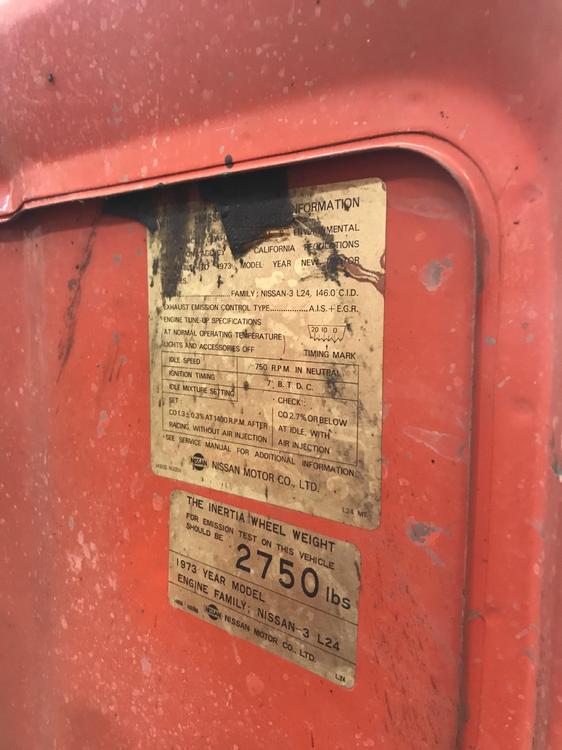 INFORMATION
ENVIRONMENTAL
CALIFORNIA REGULATIONS
1973 MODEL YEAR NEW MOTOR
FAMILY; NISSAN-3 L24, 146.0 C.I.D.
EXHAUST EMISSION CONTROL TYPE...............A.I.S.+E.G.R.
ENGINE TUNE-UP SPECIFICATIONS
AT NORMAL OPERATING TEMPERATURE
20 10 0
LIGHTS AND ACCESSORIES OFF
TIMING MARK
IDLE SPEED 750 R.P.M. IN NEUTRAL
IGNITION TIMING 7° B.T.D.C.
IDLE MIXTURE SETTING
SET: CHECK:
CO 1.3±0.3% AT 1400 R.P.M. AFTER CO 2.7% OR BELOW
RACING, WITHOUT AIR INJECTION AT IDLE, WITH
AIR INJECTION
SEE SERVICE MANUAL FOR ADDITIONAL INFORMATION.
NISSAN NISSAN MOTOR CO., LTD.
L24 MT
THE INERTIA WHEEL WEIGHT
FOR EMISSION TEST ON THIS VEHICLE
SHOULD BE 2750 lbs
1973 YEAR MODEL
ENGINE FAMILY; NISSAN-3 L24
NISSAN NISSAN MOTOR CO., LTD.
L24